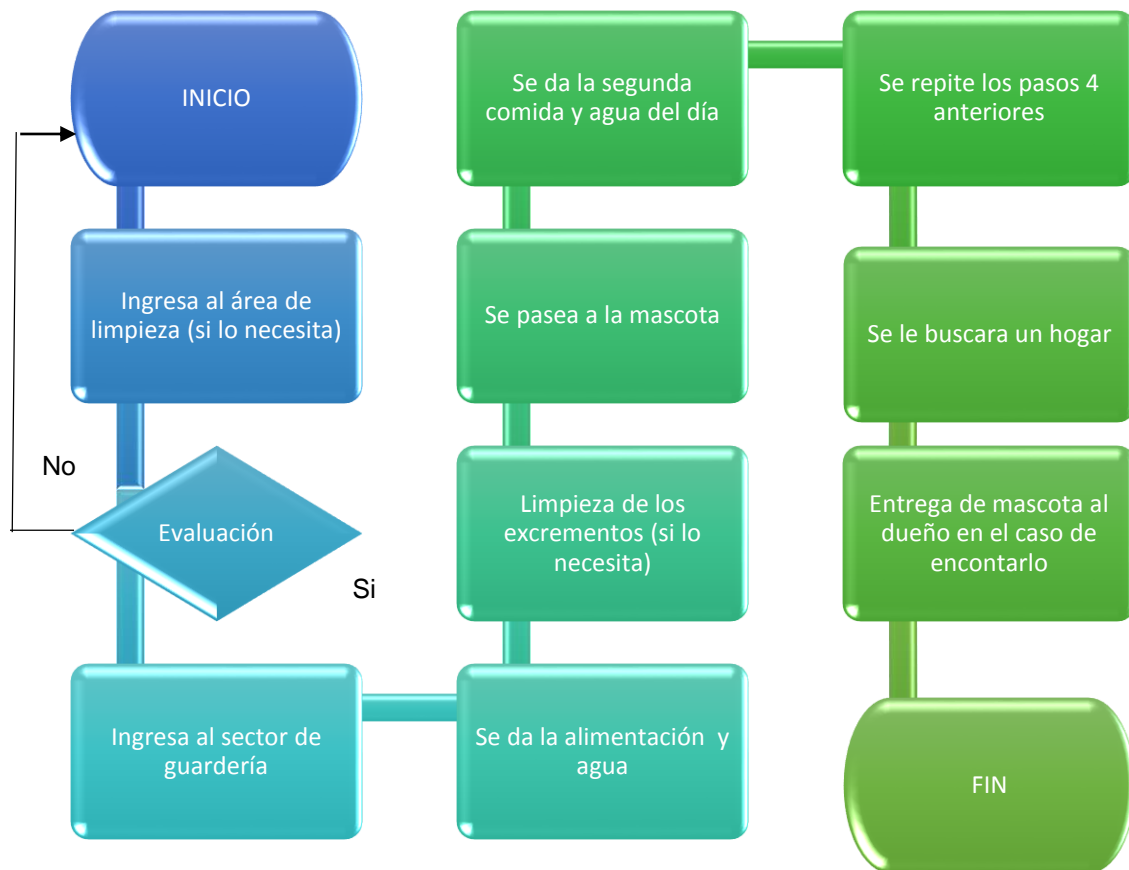 INICIO
Ingresa al área de
limpieza (si lo necesita)
No
Evaluación
Si
Ingresa al sector de
guardería
Se da la alimentación y
agua
Limpieza de los
excrementos (si lo
necesita)
Se pasea a la mascota
Se da la segunda
comida y agua del día
Se repite los pasos 4
anteriores
Se le buscara un hogar
Entrega de mascota al
dueño en el caso de
encontarlo
FIN